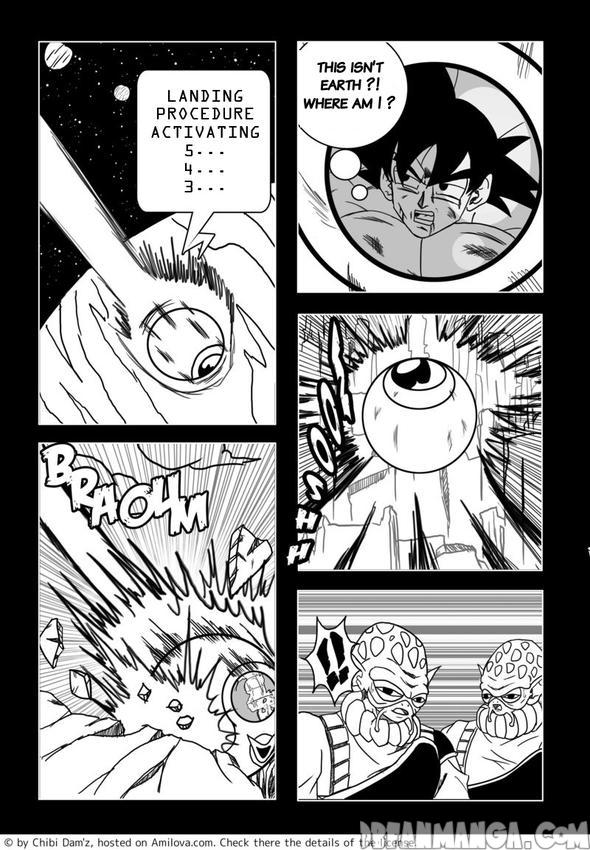 LANDING
PROCEDURE
ACTIVATING
5...
4...
3...
THIS ISN'T
EARTH ?!
WHERE AM I ?
BRAOUM
!!
© by Chibi Dam'z, hosted on Amilova.com. Check there the details of the license.
DBZANMANGA.COM